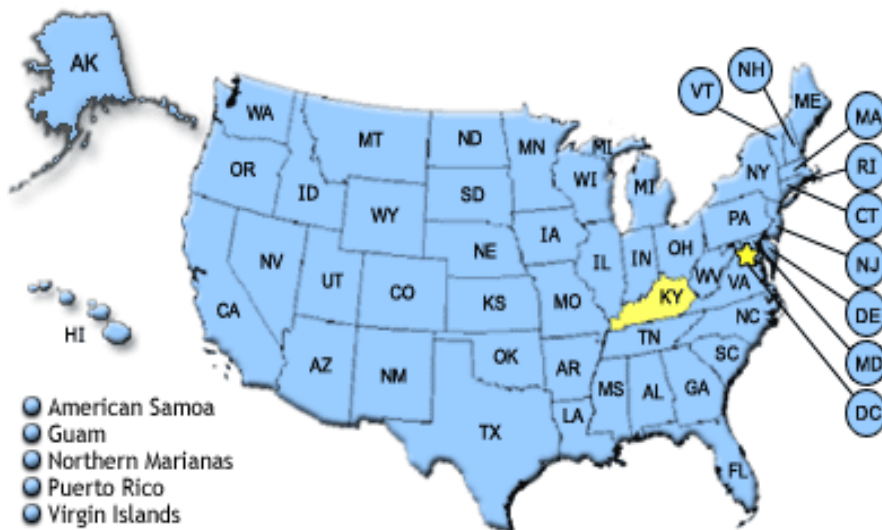 AK
NH
VT
ME
WA
MA
MT
ND
MN
MI
OR
RI
WI
MI
NY
ID
SD
CT
WY
PA
IA
NE
OH
NJ
NV
IL
IN
WV
UT
VA
CO
KY
DE
KS
MO
CA
NC
HI
TN
MD
OK
SC
AZ
NM
AR
MS
AL
GA
DC
LA
TX
FL
American Samoa
Guam
Northern Marianas
Puerto Rico
Virgin Islands